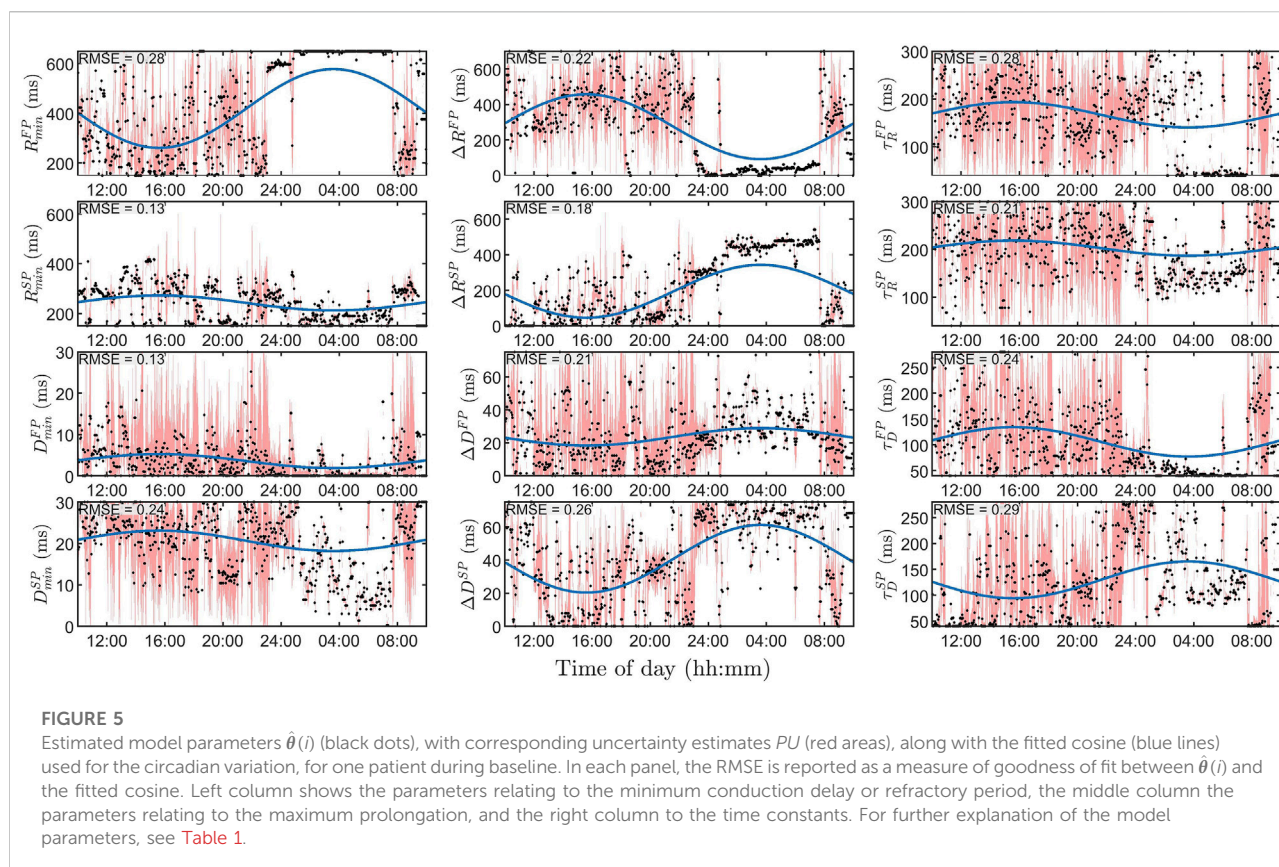 RMSE = 0.28
RMSE = 0.22
RMSE = 0.28
600
400
200
R_min^FP (ms)
12:00 16:00 20:00 24:00 04:00 08:00
600
400
200
0
ΔR^FP (ms)
12:00 16:00 20:00 24:00 04:00 08:00
300
200
100
τ_R^FP (ms)
12:00 16:00 20:00 24:00 04:00 08:00
RMSE = 0.13
RMSE = 0.18
RMSE = 0.21
600
400
200
R_min^SP (ms)
12:00 16:00 20:00 24:00 04:00 08:00
600
400
200
0
ΔR^SP (ms)
12:00 16:00 20:00 24:00 04:00 08:00
300
200
100
τ_R^SP (ms)
12:00 16:00 20:00 24:00 04:00 08:00
RMSE = 0.13
RMSE = 0.21
RMSE = 0.24
30
20
10
0
D_min^FP (ms)
12:00 16:00 20:00 24:00 04:00 08:00
60
40
20
0
ΔD^FP (ms)
12:00 16:00 20:00 24:00 04:00 08:00
250
200
150
100
50
τ_D^FP (ms)
12:00 16:00 20:00 24:00 04:00 08:00
RMSE = 0.24
RMSE = 0.26
RMSE = 0.29
30
20
10
0
D_min^SP (ms)
12:00 16:00 20:00 24:00 04:00 08:00
60
40
20
0
ΔD^SP (ms)
12:00 16:00 20:00 24:00 04:00 08:00
250
200
150
100
50
τ_D^SP (ms)
12:00 16:00 20:00 24:00 04:00 08:00
Time of day (hh:mm)
FIGURE 5
Estimated model parameters θ̂(i) (black dots), with corresponding uncertainty estimates PU (red areas), along with the fitted cosine (blue lines)
used for the circadian variation, for one patient during baseline. In each panel, the RMSE is reported as a measure of goodness of fit between θ̂(i) and
the fitted cosine. Left column shows the parameters relating to the minimum conduction delay or refractory period, the middle column the
parameters relating to the maximum prolongation, and the right column to the time constants. For further explanation of the model
parameters, see Table 1.